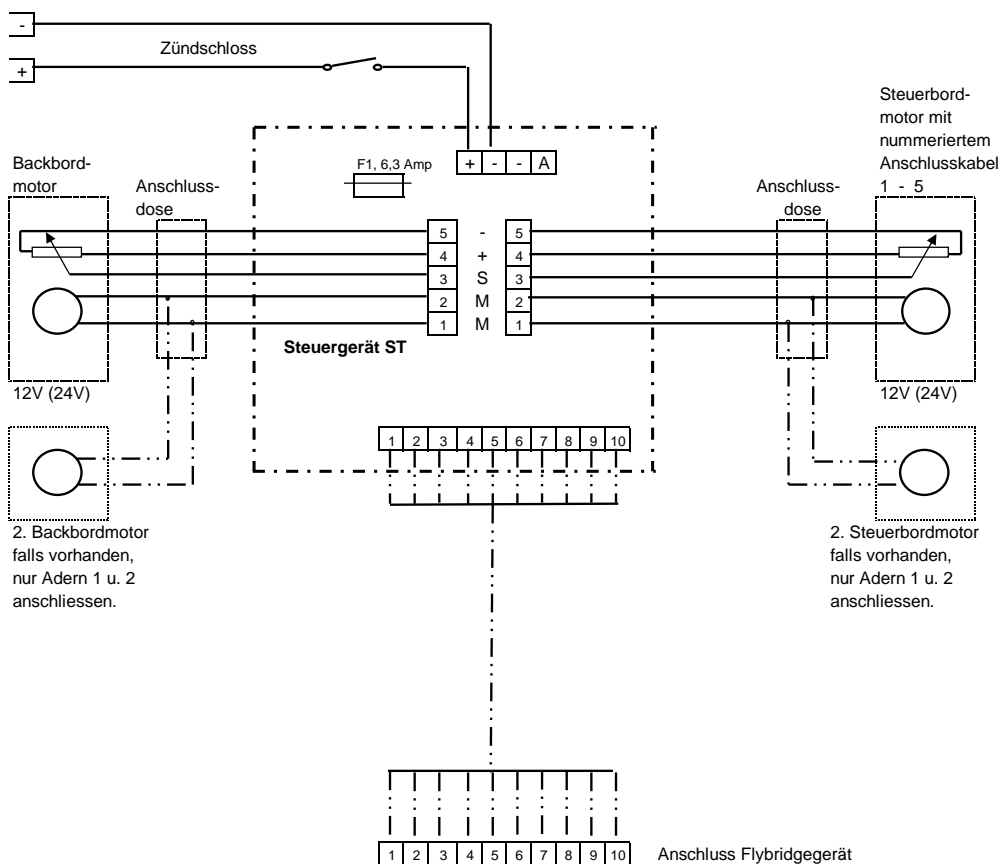 -
Zündschloss
+
Steuerbord-
motor mit
nummeriertem
Anschlusskabel
1 - 5
F1, 6,3 Amp
+ - - A
Backbord-
motor
Anschluss-
dose
Anschluss-
dose
5 - 5
4 + 4
3 S 3
2 M 2
1 M 1
Steuergerät ST
12V (24V)
12V (24V)
1 2 3 4 5 6 7 8 9 10
2. Backbordmotor
falls vorhanden,
nur Adern 1 u. 2
anschliessen.
2. Steuerbordmotor
falls vorhanden,
nur Adern 1 u. 2
anschliessen.
1 2 3 4 5 6 7 8 9 10 Anschluss Flybridgegerät